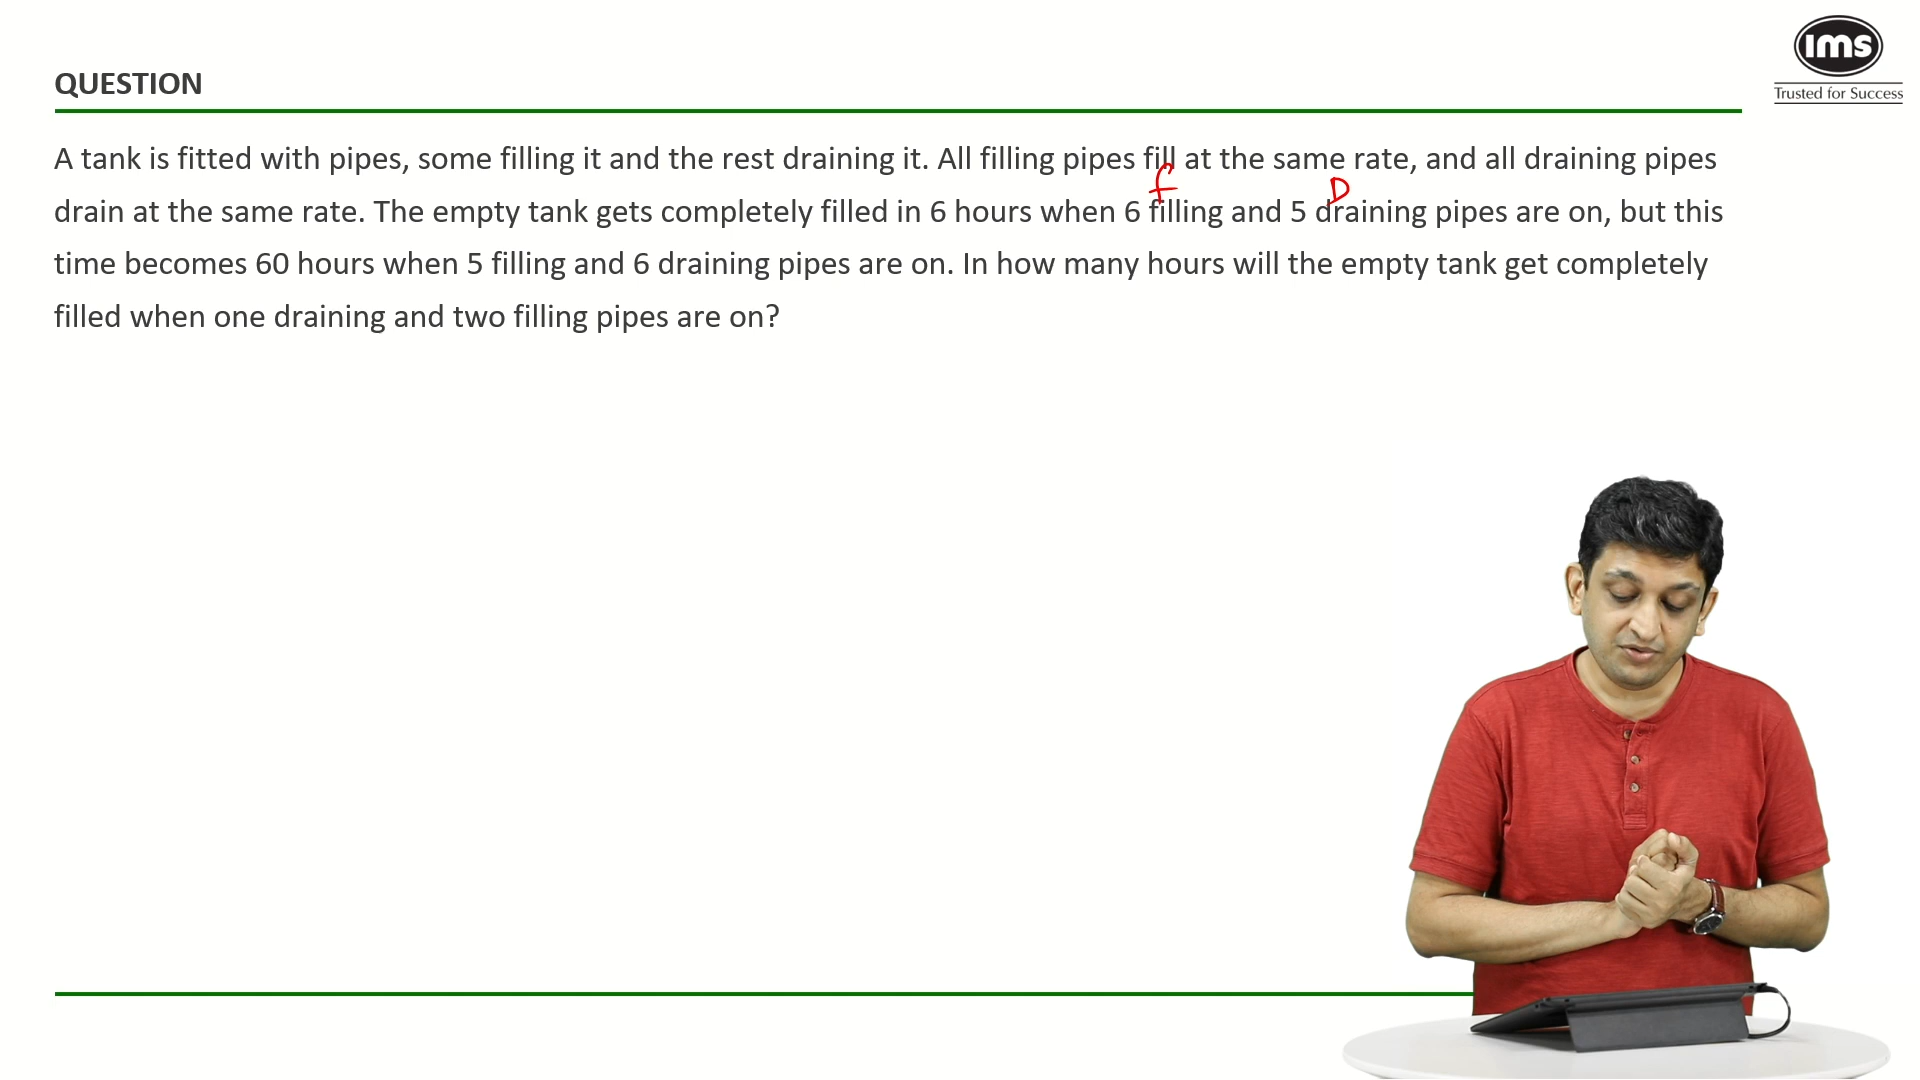 ims
Trusted for Success
QUESTION
A tank is fitted with pipes, some filling it and the rest draining it. All filling pipes fill at the same rate, and all draining pipes
f D
drain at the same rate. The empty tank gets completely filled in 6 hours when 6 filling and 5 draining pipes are on, but this
time becomes 60 hours when 5 filling and 6 draining pipes are on. In how many hours will the empty tank get completely
filled when one draining and two filling pipes are on?